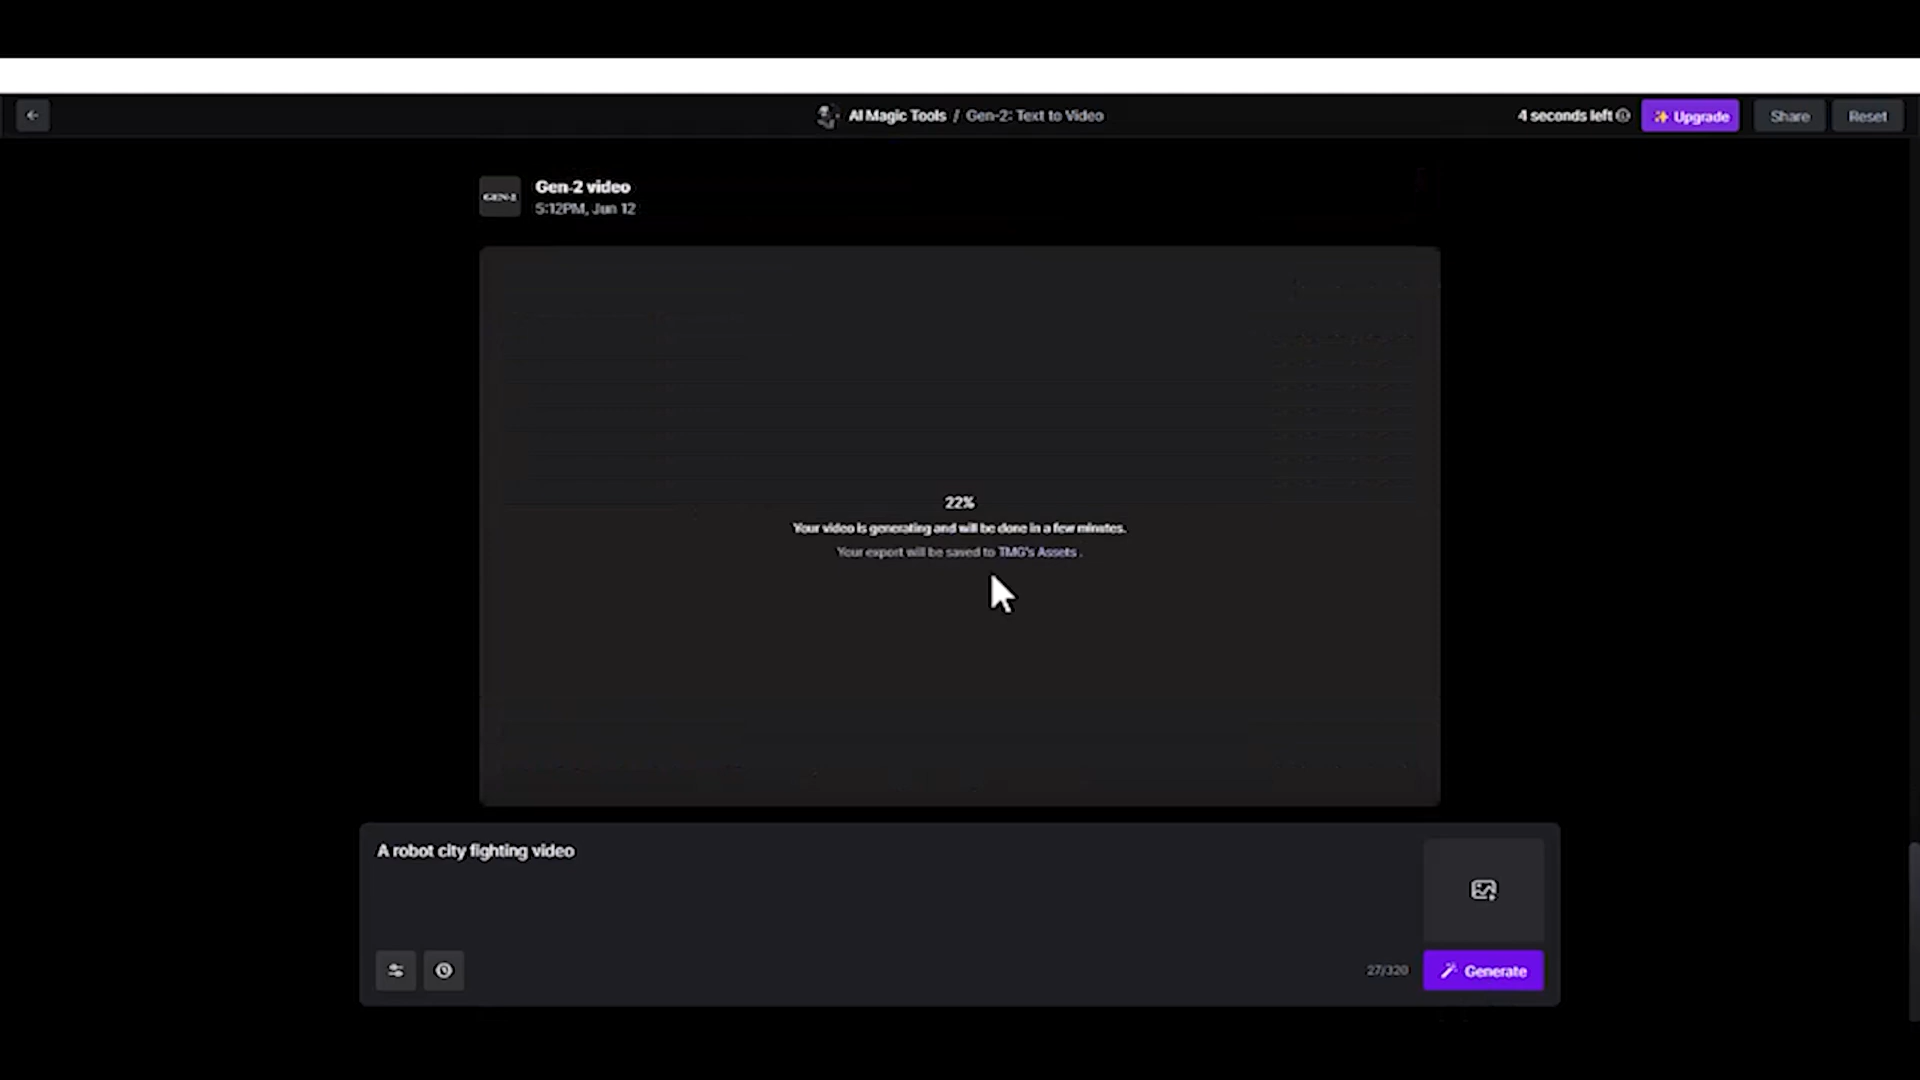 AI Magic Tools / Gen-2: Text to Video
4 seconds left
Upgrade
Share
Reset
GEN-2
Gen-2 video
5:12PM, Jun 12
22%
Your video is generating and will be done in a few minutes.
Your export will be saved to TMG's Assets .
A robot city fighting video
27/320
Generate